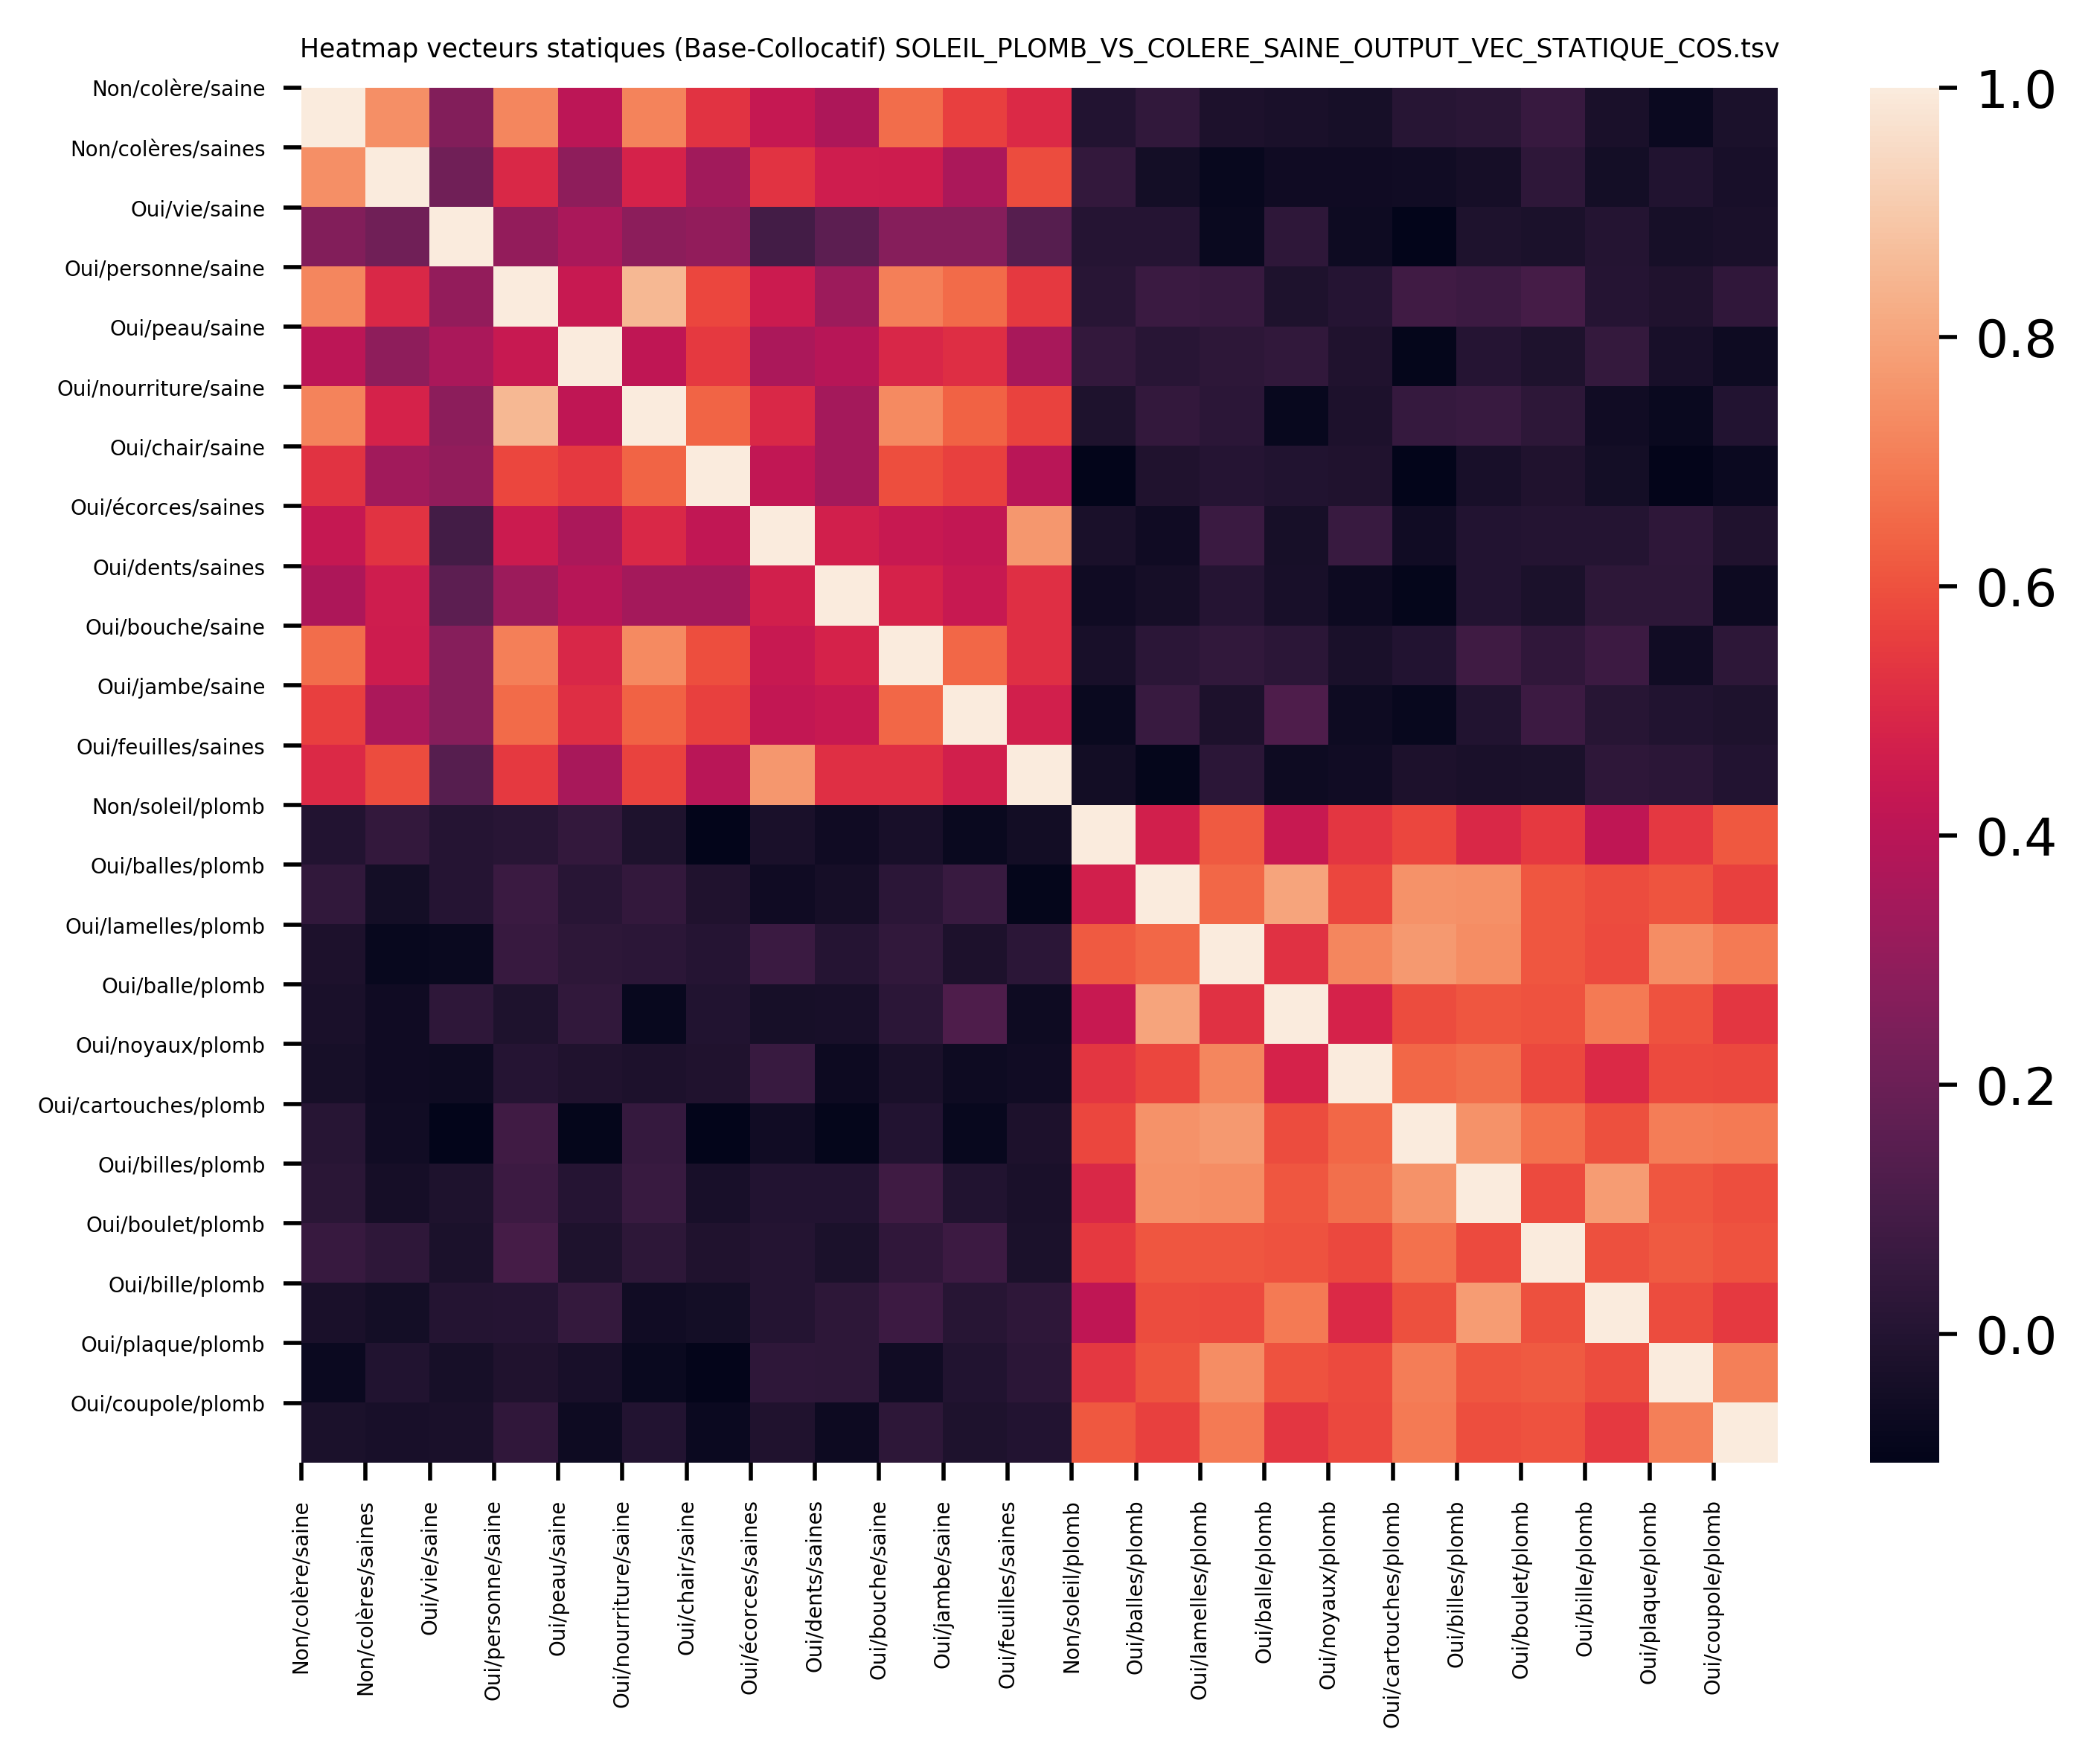 Heatmap vecteurs statiques (Base-Collocatif) SOLEIL_PLOMB_VS_COLERE_SAINE_OUTPUT_VEC_STATIQUE_COS.tsv
Non/colère/saine
Non/colères/saines
Oui/vie/saine
Oui/personne/saine
Oui/peau/saine
Oui/nourriture/saine
Oui/chair/saine
Oui/écorces/saines
Oui/dents/saines
Oui/bouche/saine
Oui/jambe/saine
Oui/feuilles/saines
Non/soleil/plomb
Oui/balles/plomb
Oui/lamelles/plomb
Oui/balle/plomb
Oui/noyaux/plomb
Oui/cartouches/plomb
Oui/billes/plomb
Oui/boulet/plomb
Oui/bille/plomb
Oui/plaque/plomb
Oui/coupole/plomb
Non/colère/saine
Non/colères/saines
Oui/vie/saine
Oui/personne/saine
Oui/peau/saine
Oui/nourriture/saine
Oui/chair/saine
Oui/écorces/saines
Oui/dents/saines
Oui/bouche/saine
Oui/jambe/saine
Oui/feuilles/saines
Non/soleil/plomb
Oui/balles/plomb
Oui/lamelles/plomb
Oui/balle/plomb
Oui/noyaux/plomb
Oui/cartouches/plomb
Oui/billes/plomb
Oui/boulet/plomb
Oui/bille/plomb
Oui/plaque/plomb
Oui/coupole/plomb
1.0
0.8
0.6
0.4
0.2
0.0